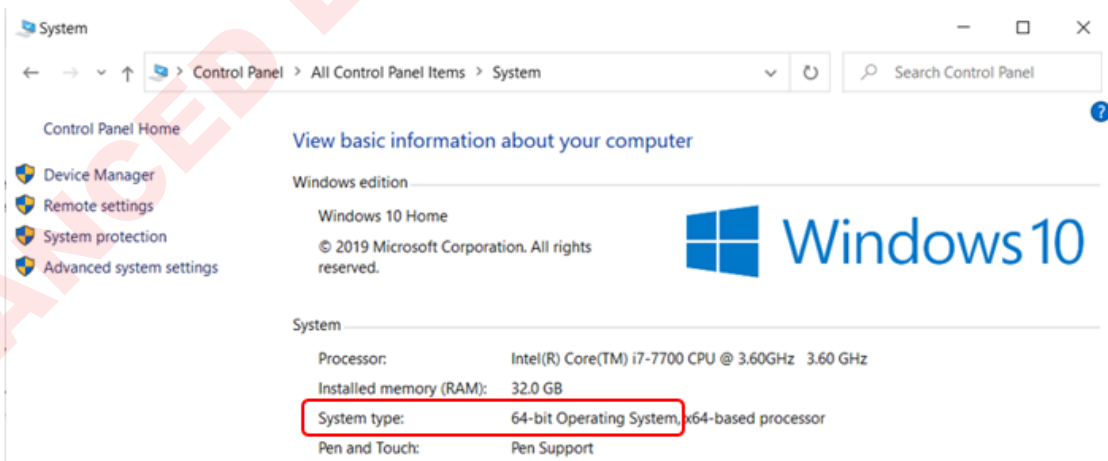 System
Control Panel > All Control Panel Items > System
Search Control Panel
?
Control Panel Home
Device Manager
Remote settings
System protection
Advanced system settings
View basic information about your computer
Windows edition
Windows 10 Home
© 2019 Microsoft Corporation. All rights
reserved.
Windows 10
System
Processor: Intel(R) Core(TM) i7-7700 CPU @ 3.60GHz 3.60 GHz
Installed memory (RAM): 32.0 GB
System type: 64-bit Operating System, x64-based processor
Pen and Touch: Pen Support
ANCED